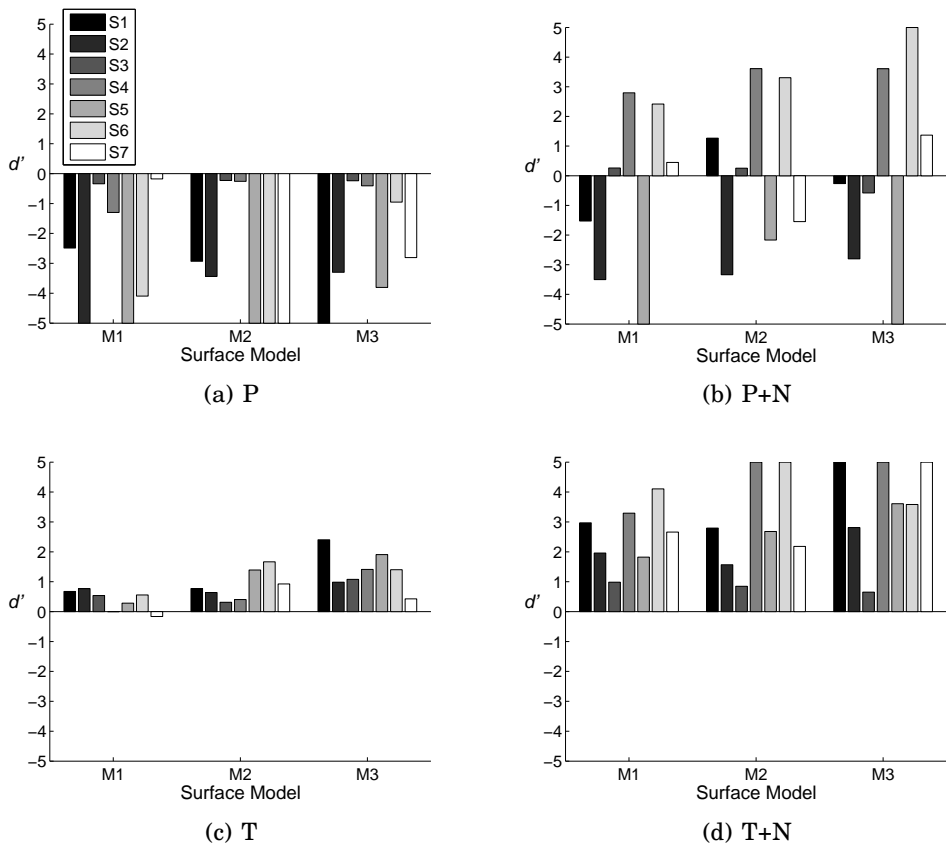 5
4
3
2
1
0
−1
−2
−3
−4
−5
d'
S1
S2
S3
S4
S5
S6
S7
M1 M2 M3
Surface Model
(a) P
5
4
3
2
1
0
−1
−2
−3
−4
−5
d'
M1 M2 M3
Surface Model
(b) P+N
5
4
3
2
1
0
−1
−2
−3
−4
−5
d'
M1 M2 M3
Surface Model
(c) T
5
4
3
2
1
0
−1
−2
−3
−4
−5
d'
M1 M2 M3
Surface Model
(d) T+N